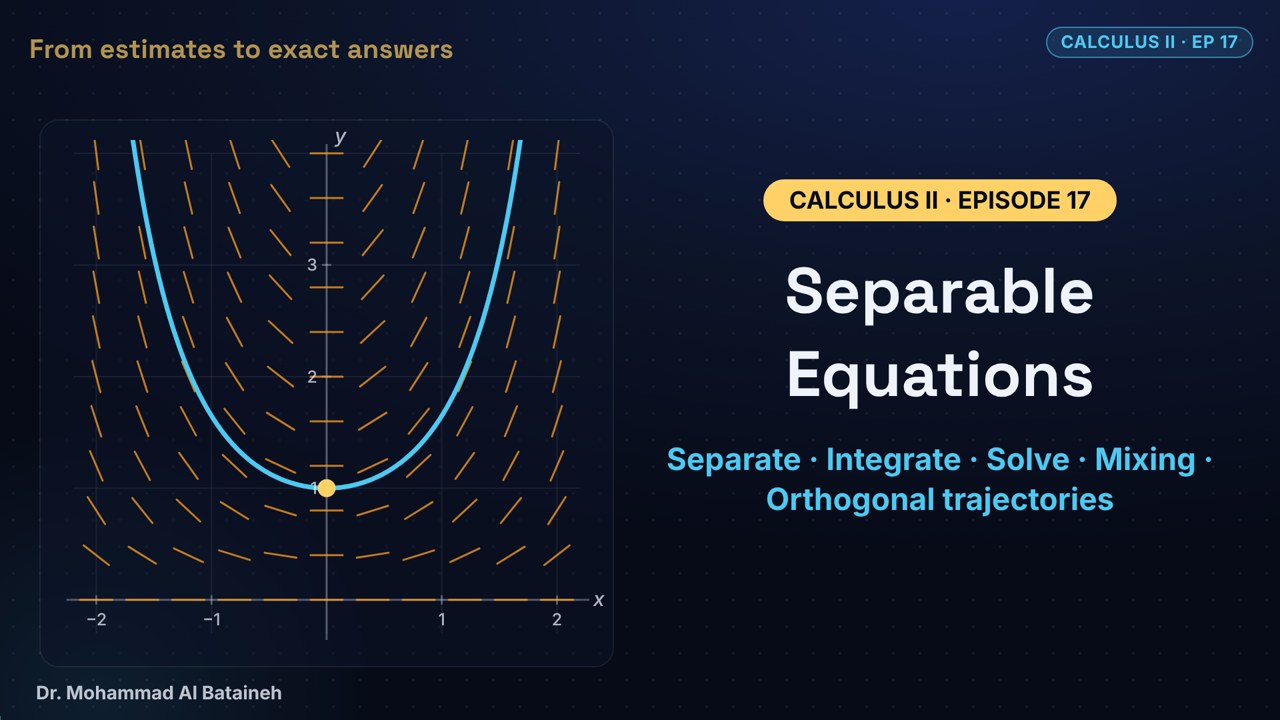 From estimates to exact answers
CALCULUS II · EP 17
y
3
2
1
−2
−1
1
2
x
CALCULUS II · EPISODE 17
Separable
Equations
Separate · Integrate · Solve · Mixing ·
Orthogonal trajectories
Dr. Mohammad Al Bataineh